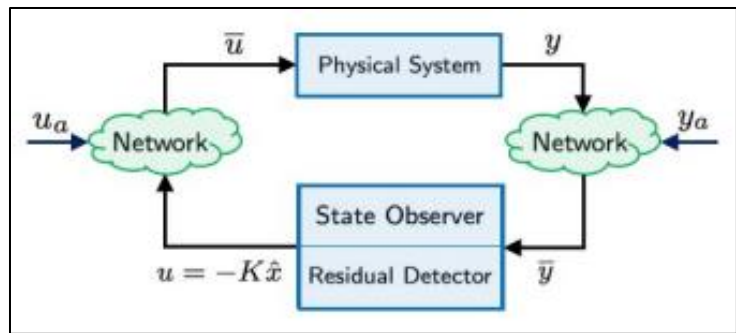 u̅
Physical System
y
u_a
Network
Network
y_a
State Observer
u = -Kx̂
Residual Detector
y̅